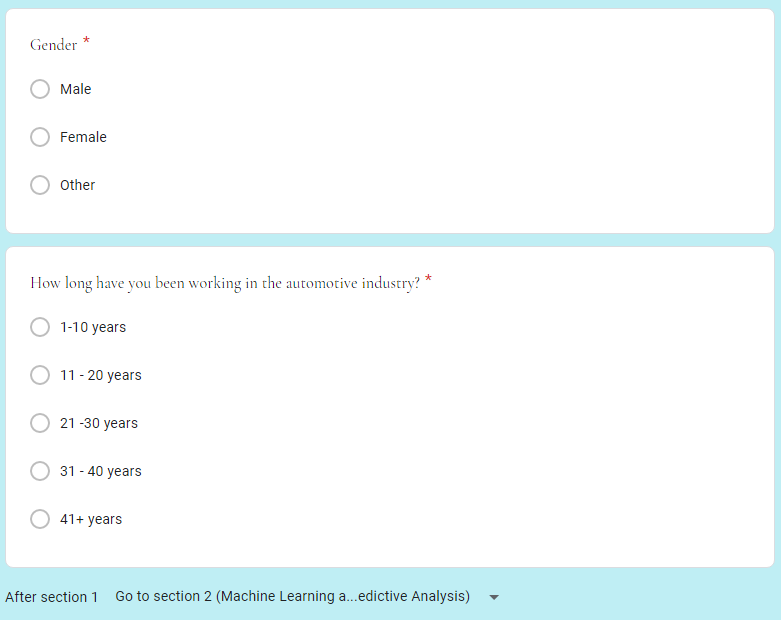 Gender *
Male
Female
Other
How long have you been working in the automotive industry? *
1-10 years
11 - 20 years
21 -30 years
31 - 40 years
41+ years
After section 1 Go to section 2 (Machine Learning a...edictive Analysis)